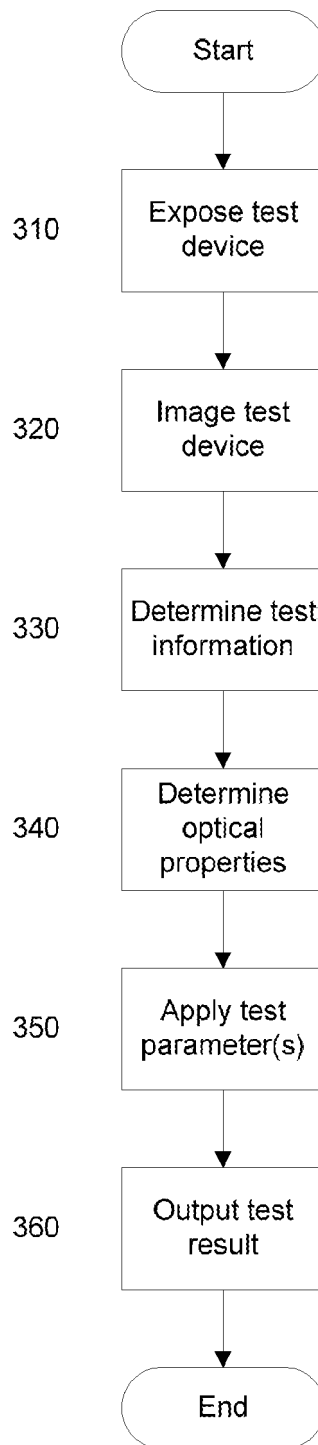 Start
310
Expose test
device
320
Image test
device
330
Determine test
information
340
Determine
optical
properties
350
Apply test
parameter(s)
360
Output test
result
End